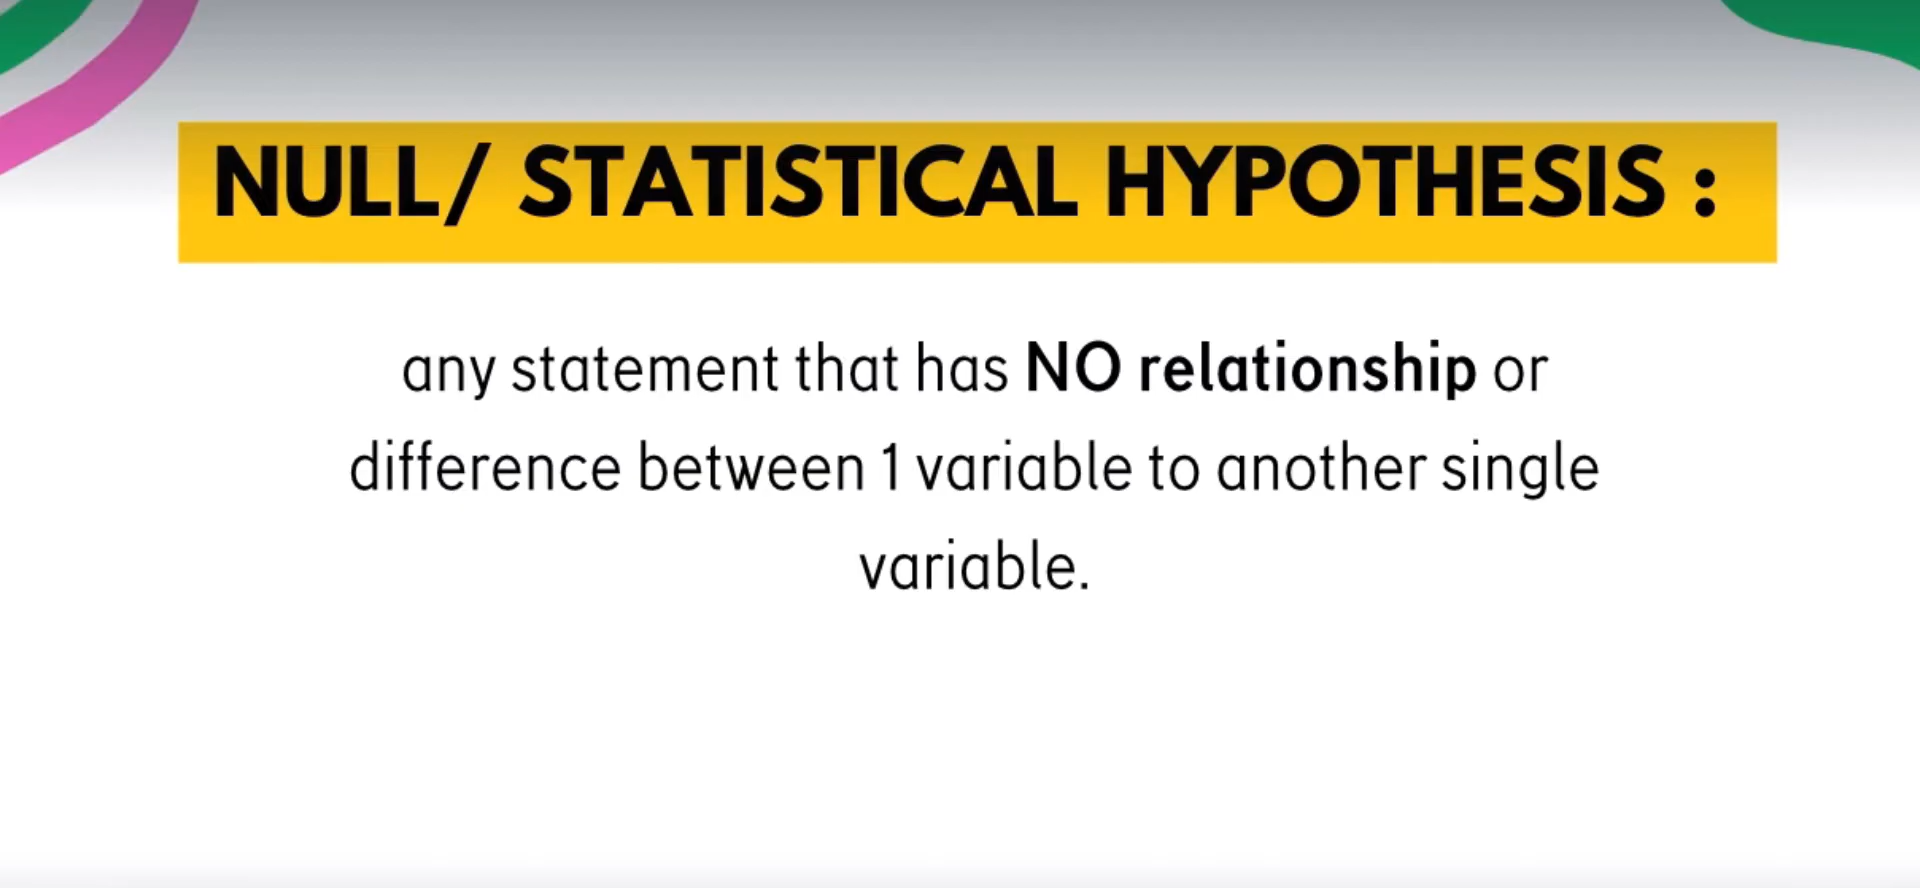 NULL/ STATISTICAL HYPOTHESIS :
any statement that has NO relationship or
difference between 1 variable to another single
variable.